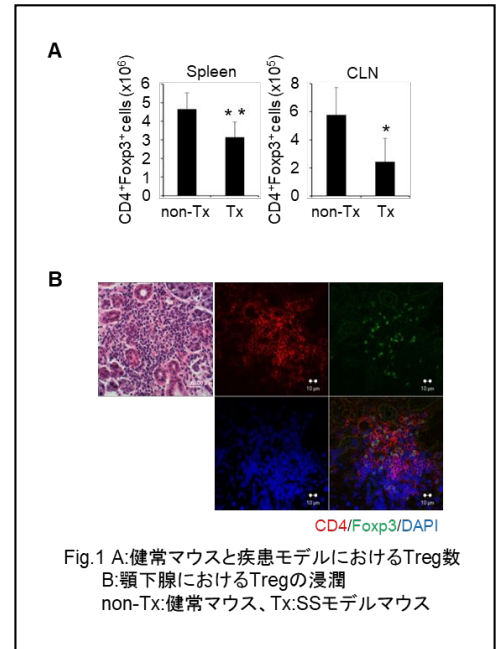 A
Spleen
CD4⁺Foxp3⁺cells (x10⁶)
6
5
4
3
2
1
0
* *
non-Tx Tx
CLN
CD4⁺Foxp3⁺cells (x10⁵)
8
6
4
2
0
*
non-Tx Tx
B
10 μm
10 μm
10 μm
10 μm
CD4/Foxp3/DAPI
Fig.1 A:健常マウスと疾患モデルにおけるTreg数
B:顎下腺におけるTregの浸潤
non-Tx:健常マウス、Tx:SSモデルマウス